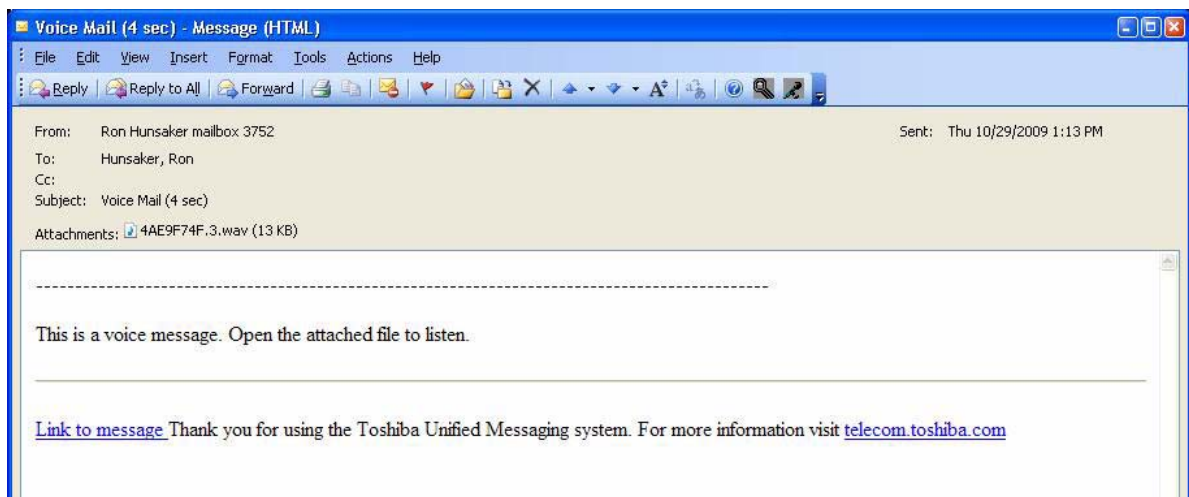 Voice Mail (4 sec) - Message (HTML)
File Edit View Insert Format Tools Actions Help
Reply Reply to All Forward
From: Ron Hunsaker mailbox 3752 Sent: Thu 10/29/2009 1:13 PM
To: Hunsaker, Ron
Cc:
Subject: Voice Mail (4 sec)
Attachments: 4AE9F74F.3.wav (13 KB)
-----------------------------------------------------------------------------------------------
This is a voice message. Open the attached file to listen.
Link to message Thank you for using the Toshiba Unified Messaging system. For more information visit telecom.toshiba.com